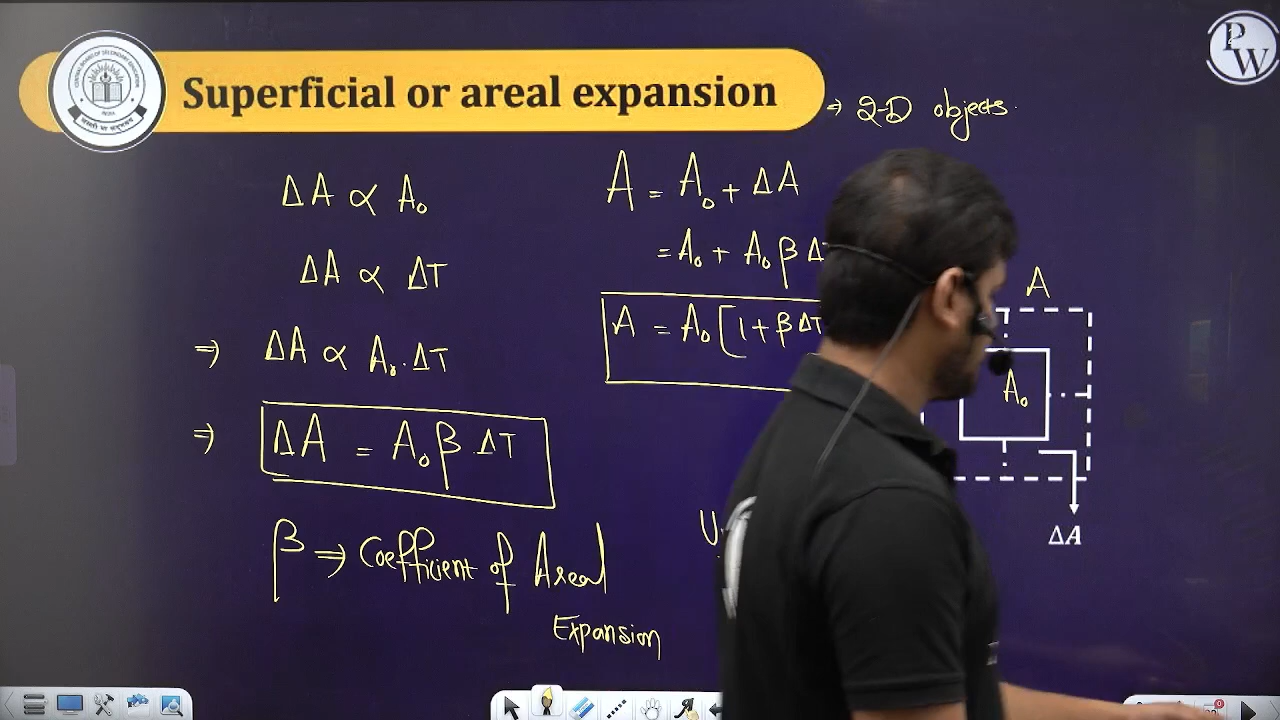 Superficial or areal expansion
⇒ 2-D objects.
PW
ΔA ∝ A₀
ΔA ∝ ΔT
⇒ ΔA ∝ A₀.ΔT
⇒ ΔA = A₀β.ΔT
β ⇒ Coefficient of Areal
Expansion
A = A₀ + ΔA
= A₀ + A₀ β Δ
A = A₀[1+βΔT
A
A₀
ΔA
U